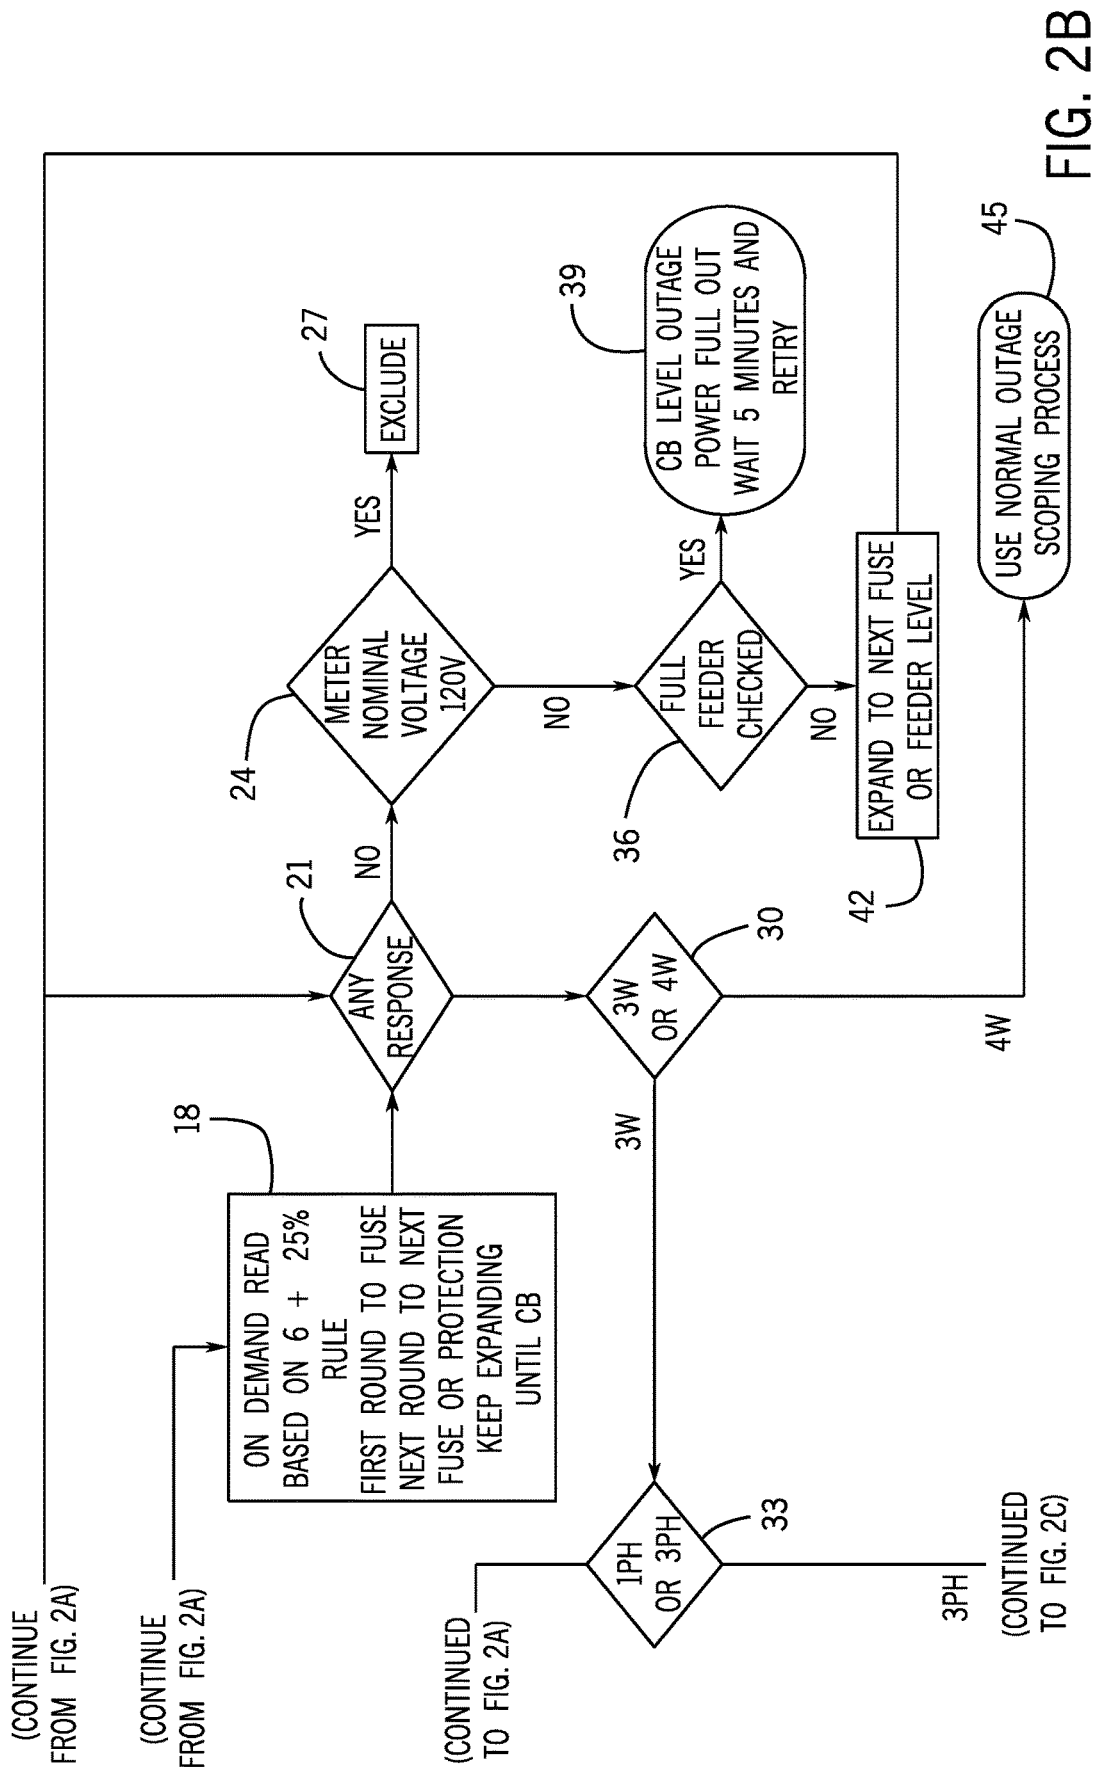 (CONTINUE
FROM FIG. 2A)
(CONTINUE
FROM FIG. 2A)
18
ON DEMAND READ
BASED ON 6 + 25%
RULE
FIRST ROUND TO FUSE
NEXT ROUND TO NEXT
FUSE OR PROTECTION
KEEP EXPANDING
UNTIL CB
21
ANY
RESPONSE
NO
24
METER
NOMINAL
VOLTAGE
120V
YES
27
EXCLUDE
NO
36
FULL
FEEDER
CHECKED
YES
39
CB LEVEL OUTAGE
POWER FULL OUT
WAIT 5 MINUTES AND
RETRY
NO
42
EXPAND TO NEXT FUSE
OR FEEDER LEVEL
30
3W
OR 4W
3W
4W
45
USE NORMAL OUTAGE
SCOPING PROCESS
33
1PH
OR 3PH
(CONTINUED
TO FIG. 2A)
3PH
(CONTINUED
TO FIG. 2C)
FIG. 2B